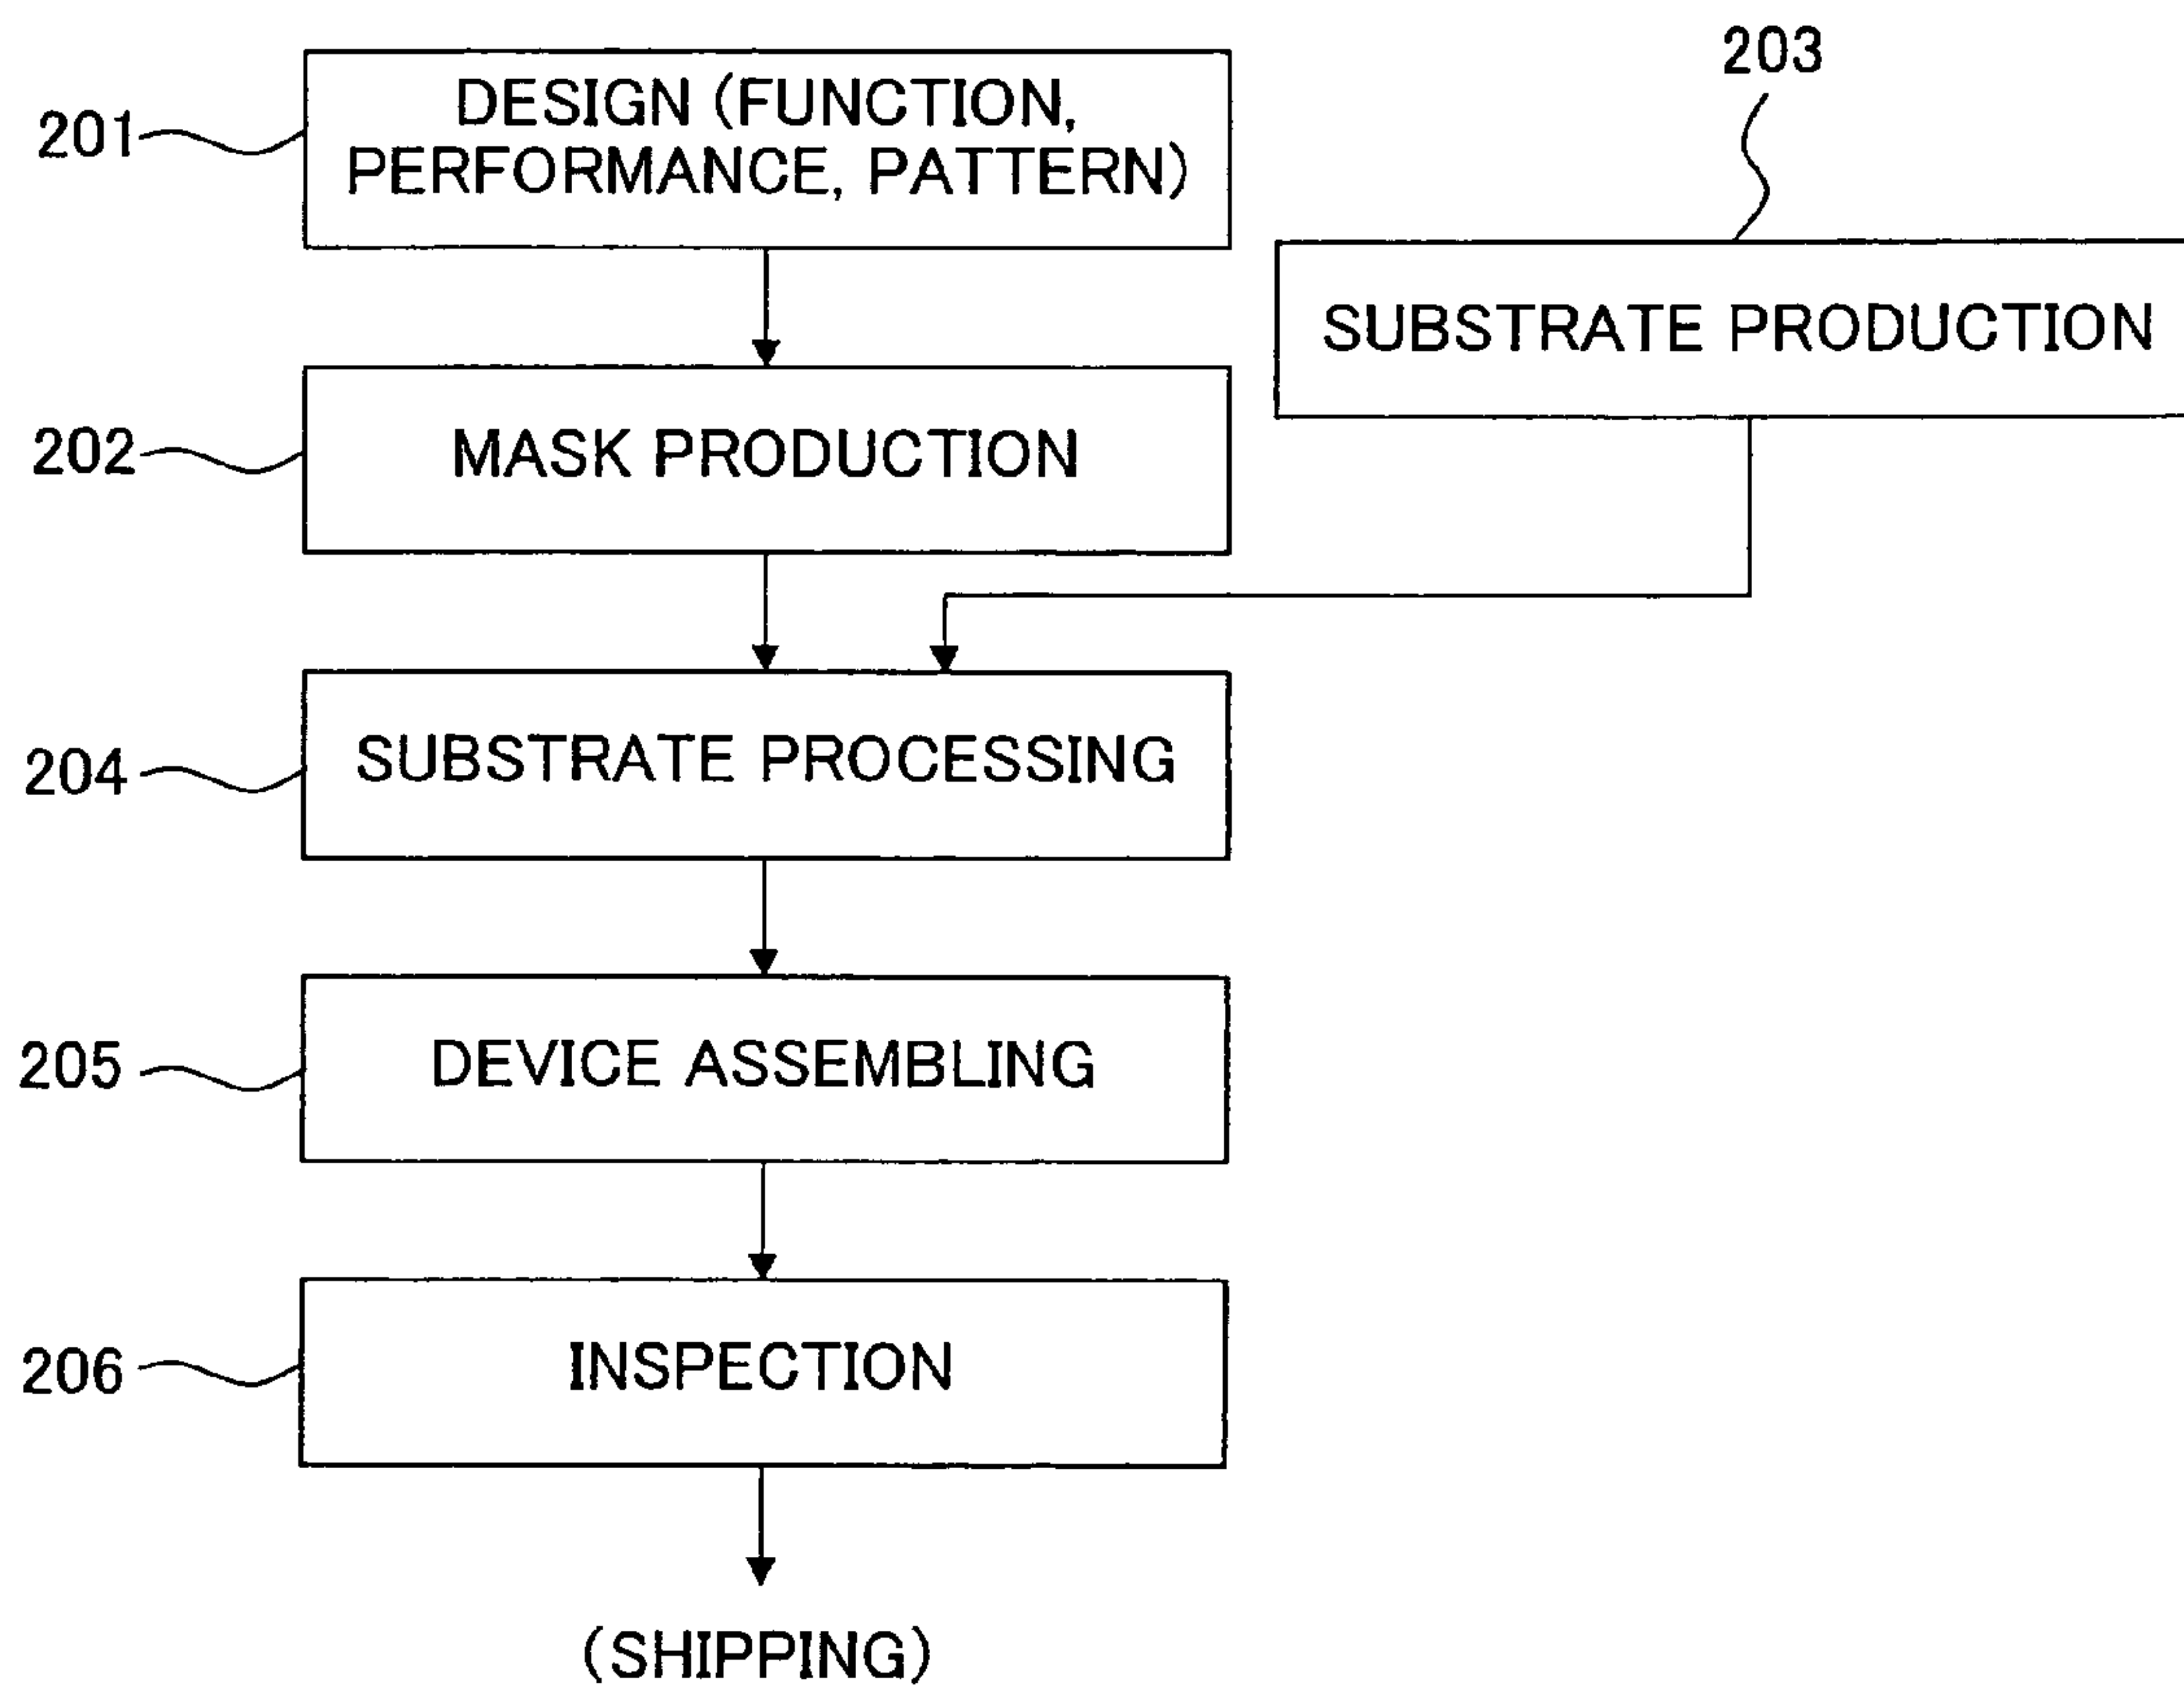 201
DESIGN (FUNCTION,
PERFORMANCE, PATTERN)
203
SUBSTRATE PRODUCTION
202
MASK PRODUCTION
204
SUBSTRATE PROCESSING
205
DEVICE ASSEMBLING
206
INSPECTION
(SHIPPING)